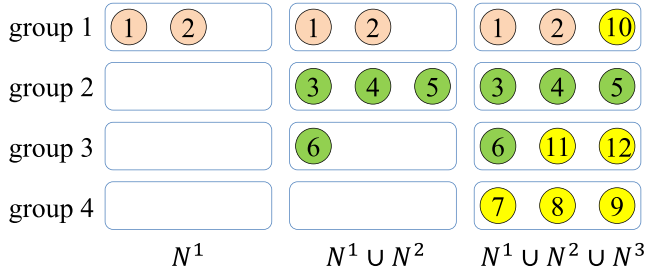 group 1 1 2 1 2 1 2 10
group 2 3 4 5 3 4 5
group 3 6 6 11 12
group 4 7 8 9
N¹ N¹ ∪ N² N¹ ∪ N² ∪ N³